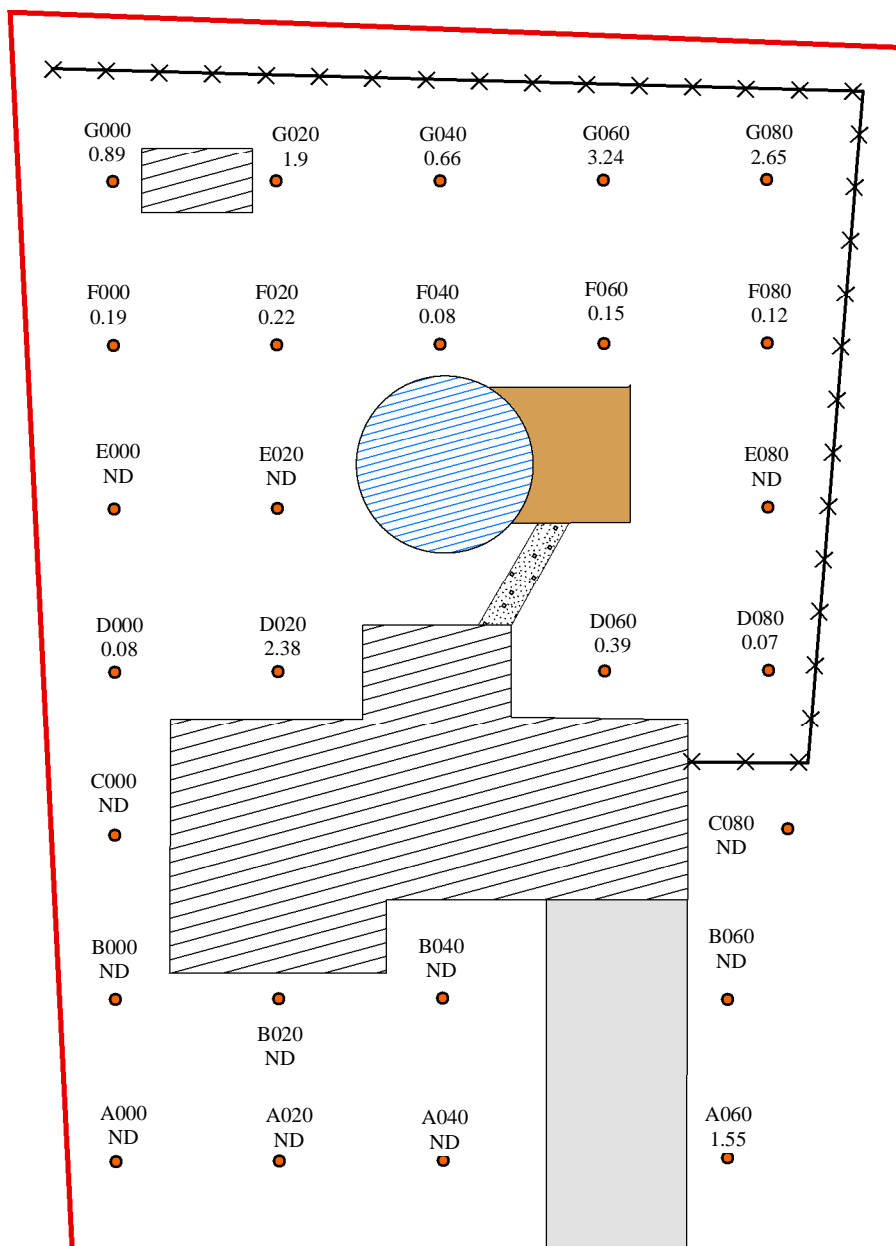 G000
0.89
G020
1.9
G040
0.66
G060
3.24
G080
2.65
F000
0.19
F020
0.22
F040
0.08
F060
0.15
F080
0.12
E000
ND
E020
ND
E080
ND
D000
0.08
D020
2.38
D060
0.39
D080
0.07
C000
ND
C080
ND
B000
ND
B020
ND
B040
ND
B060
ND
A000
ND
A020
ND
A040
ND
A060
1.55